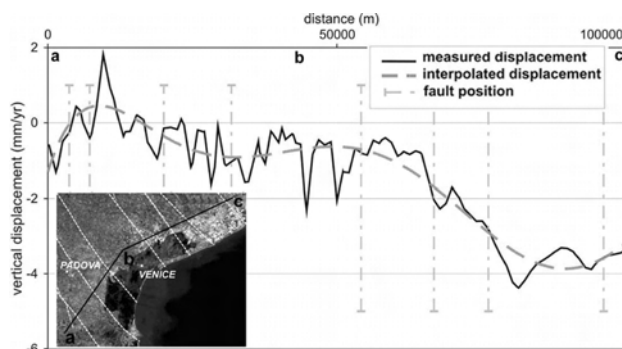 distance (m)
0 50000 100000
2
a b c
measured displacement
interpolated displacement
fault position
0
vertical displacement (mm/yr)
-2
c
PADOVA
b
VENICE
-4
a
-6